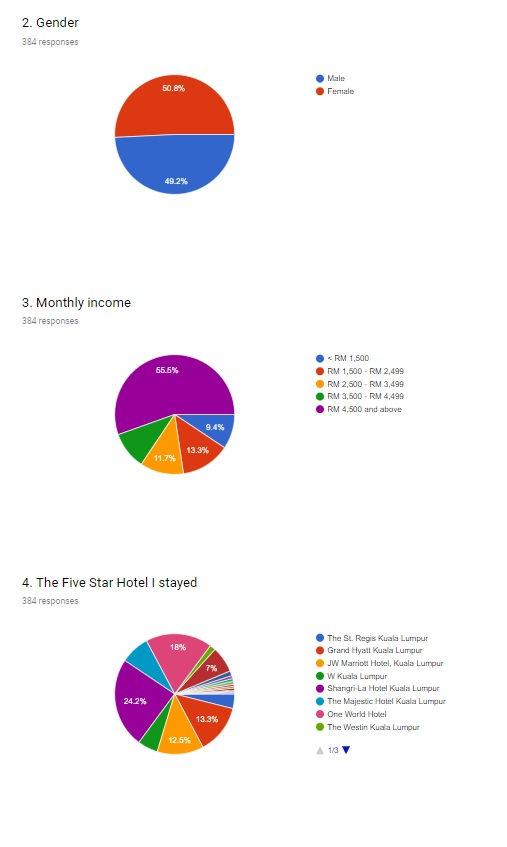 2. Gender
384 responses
50.8%
49.2%
Male
Female
3. Monthly income
384 responses
55.5%
9.4%
13.3%
11.7%
< RM 1,500
RM 1,500 - RM 2,499
RM 2,500 - RM 3,499
RM 3,500 - RM 4,499
RM 4,500 and above
4. The Five Star Hotel I stayed
384 responses
18%
7%
24.2%
13.3%
12.5%
The St. Regis Kuala Lumpur
Grand Hyatt Kuala Lumpur
JW Marriott Hotel, Kuala Lumpur
W Kuala Lumpur
Shangri-La Hotel Kuala Lumpur
The Majestic Hotel Kuala Lumpur
One World Hotel
The Westin Kuala Lumpur
1/3